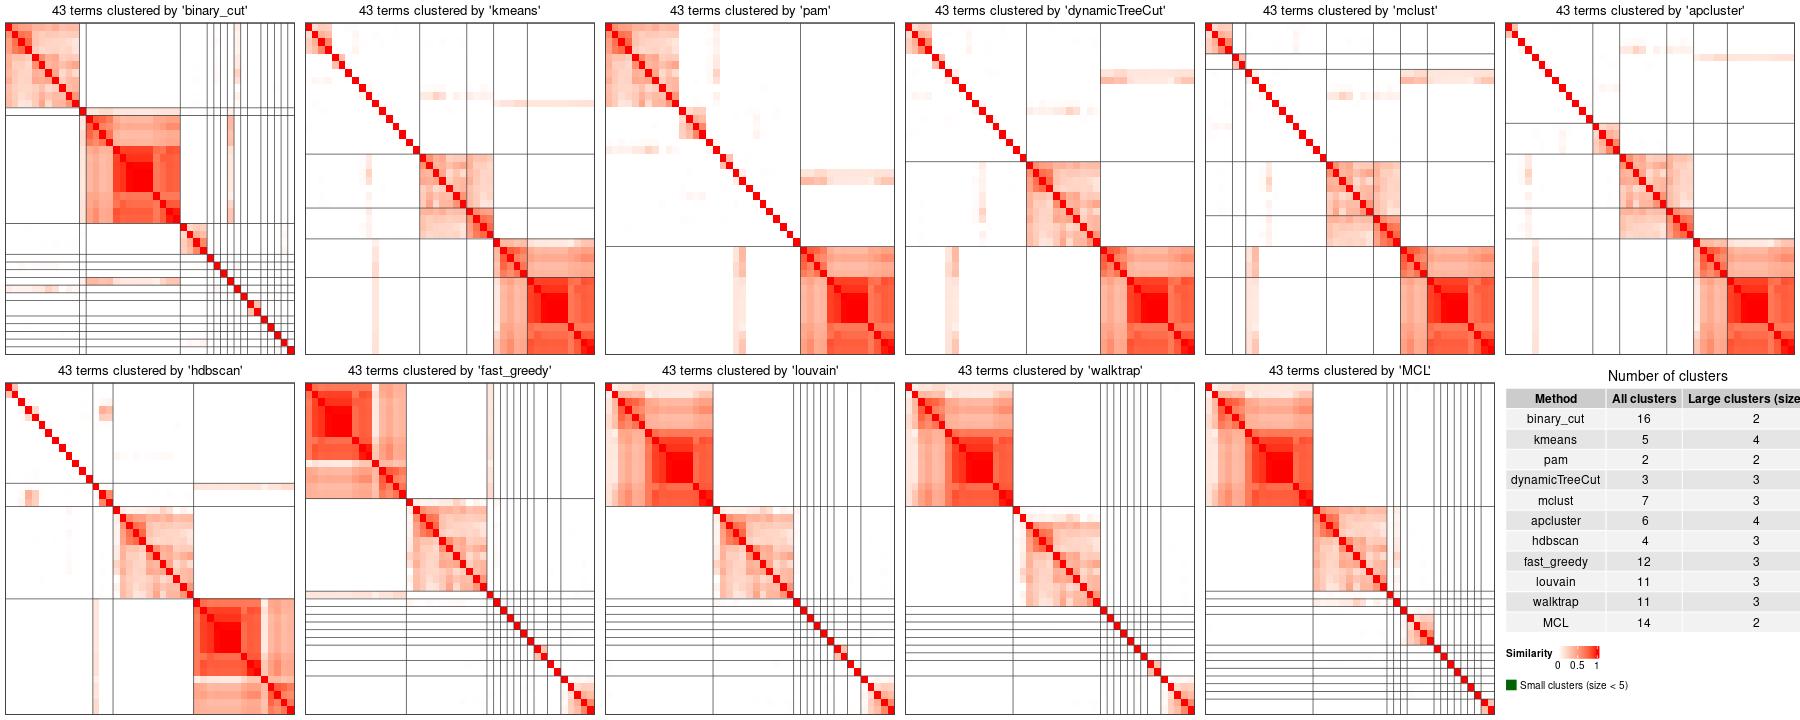 43 terms clustered by 'binary_cut'
43 terms clustered by 'kmeans'
43 terms clustered by 'pam'
43 terms clustered by 'dynamicTreeCut'
43 terms clustered by 'mclust'
43 terms clustered by 'apcluster'
43 terms clustered by 'hdbscan'
43 terms clustered by 'fast_greedy'
43 terms clustered by 'louvain'
43 terms clustered by 'walktrap'
43 terms clustered by 'MCL'
Number of clusters
Method All clusters Large clusters (size
binary_cut 16 2
kmeans 5 4
pam 2 2
dynamicTreeCut 3 3
mclust 7 3
apcluster 6 4
hdbscan 4 3
fast_greedy 12 3
louvain 11 3
walktrap 11 3
MCL 14 2
Similarity
0 0.5 1
Small clusters (size < 5)